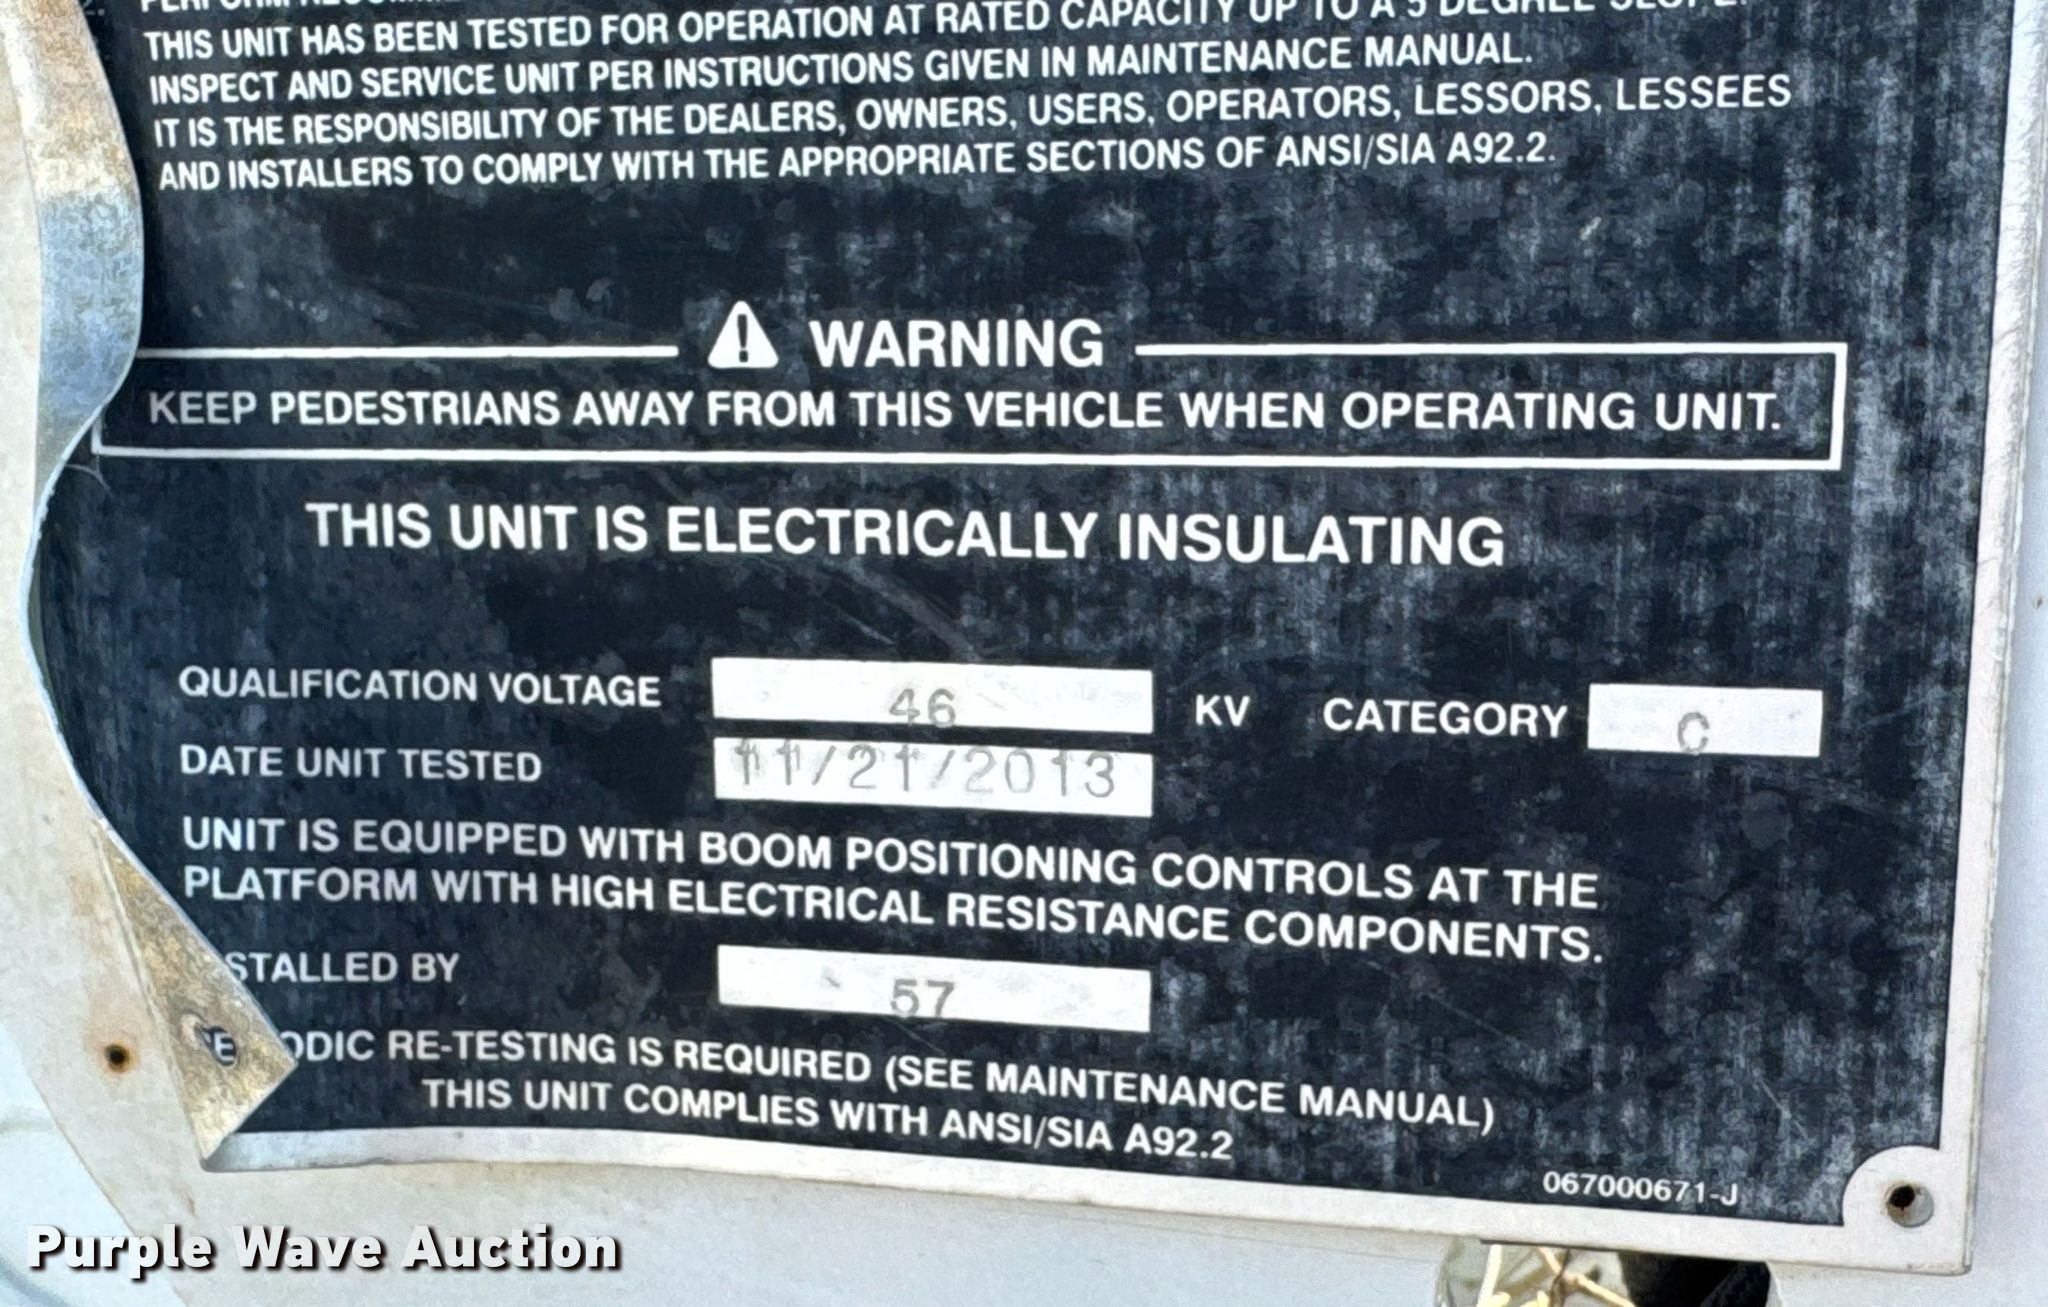 THIS UNIT HAS BEEN TESTED FOR OPERATION AT RATED CAPACITY UP TO A 5 DEGREE SLOPE.
INSPECT AND SERVICE UNIT PER INSTRUCTIONS GIVEN IN MAINTENANCE MANUAL.
IT IS THE RESPONSIBILITY OF THE DEALERS, OWNERS, USERS, OPERATORS, LESSORS, LESSEES
AND INSTALLERS TO COMPLY WITH THE APPROPRIATE SECTIONS OF ANSI/SIA A92.2.
WARNING
KEEP PEDESTRIANS AWAY FROM THIS VEHICLE WHEN OPERATING UNIT.
THIS UNIT IS ELECTRICALLY INSULATING
QUALIFICATION VOLTAGE 46 KV CATEGORY C
DATE UNIT TESTED 11/21/2013
UNIT IS EQUIPPED WITH BOOM POSITIONING CONTROLS AT THE
PLATFORM WITH HIGH ELECTRICAL RESISTANCE COMPONENTS.
STALLED BY 57
ODIC RE-TESTING IS REQUIRED (SEE MAINTENANCE MANUAL)
THIS UNIT COMPLIES WITH ANSI/SIA A92.2
067000671-J
Purple Wave Auction